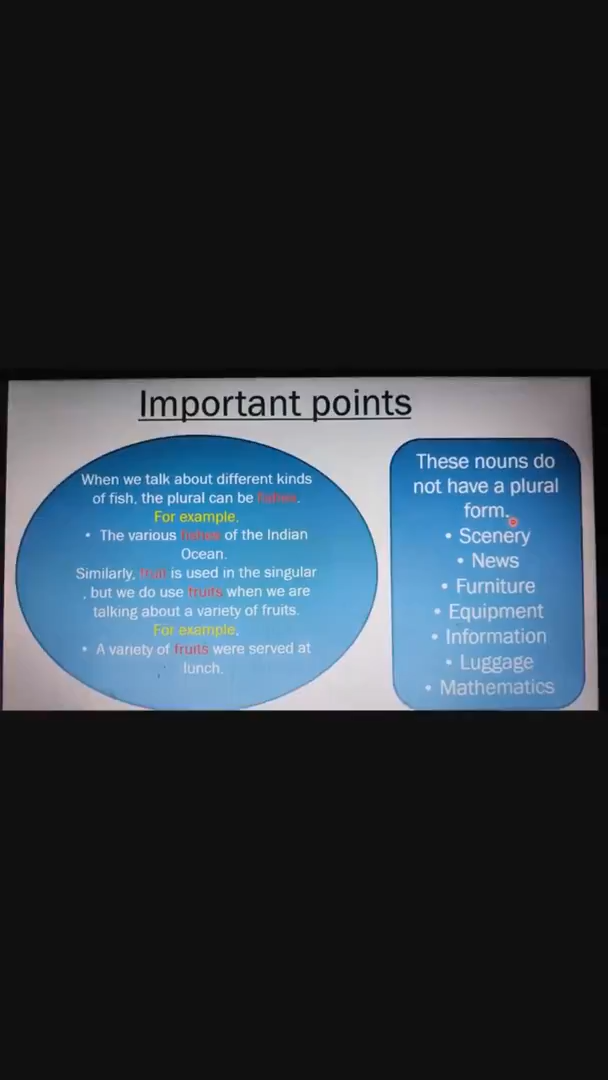 Important points
When we talk about different kinds
of fish, the plural can be fishes.
For example,
• The various fishes of the Indian
Ocean.
Similarly, fruit is used in the singular
, but we do use fruits when we are
talking about a variety of fruits.
For example,
• A variety of fruits were served at
lunch.
These nouns do
not have a plural
form.
• Scenery
• News
• Furniture
• Equipment
• Information
• Luggage
• Mathematics